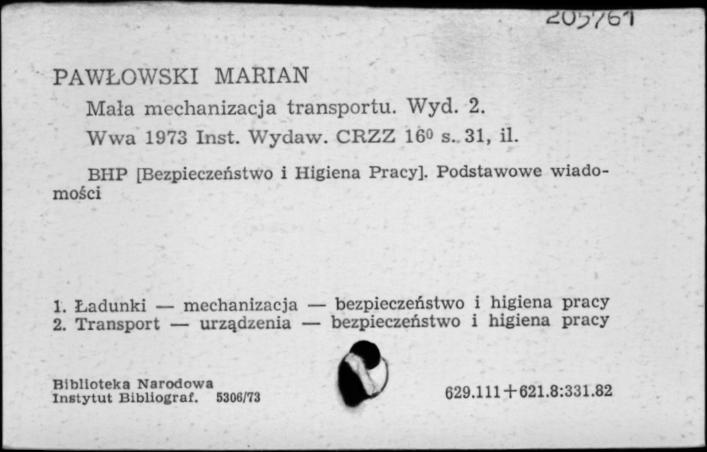 205761
PAWŁOWSKI MARIAN
Mała mechanizacja transportu. Wyd. 2.
Wwa 1973 Inst. Wydaw. CRZZ 16⁰ s. 31, il.
BHP [Bezpieczeństwo i Higiena Pracy]. Podstawowe wiado-
mości
1. Ładunki — mechanizacja — bezpieczeństwo i higiena pracy
2. Transport — urządzenia — bezpieczeństwo i higiena pracy
Biblioteka Narodowa
Instytut Bibliograf. 5306/73
629.111+621.8:331.82